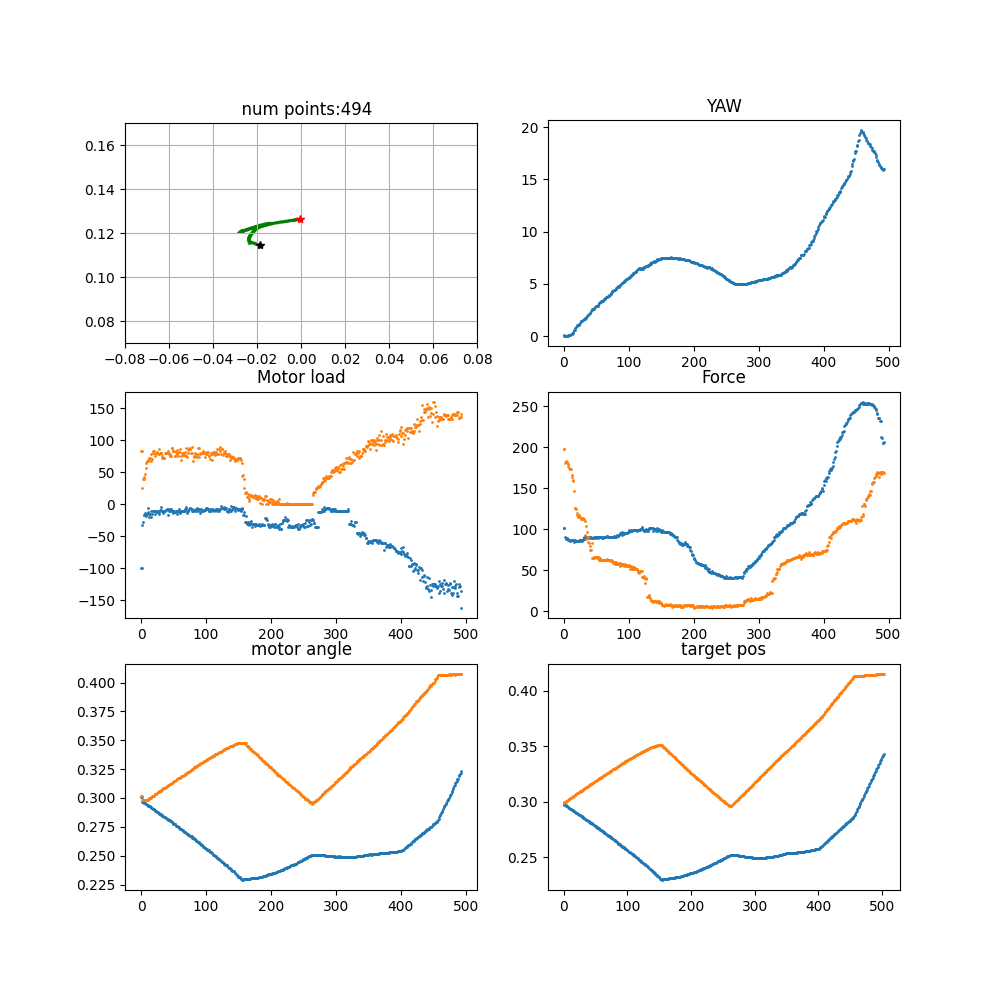 num points:494
YAW
0.16
0.14
0.12
0.10
0.08
−0.08 −0.06 −0.04 −0.02 0.00 0.02 0.04 0.06 0.08
20
15
10
5
0
0 100 200 300 400 500
Motor load
Force
150
100
50
0
−50
−100
−150
0 100 200 300 400 500
250
200
150
100
50
0
0 100 200 300 400 500
motor angle
target pos
0.400
0.375
0.350
0.325
0.300
0.275
0.250
0.225
0 100 200 300 400 500
0.40
0.35
0.30
0.25
0 100 200 300 400 500